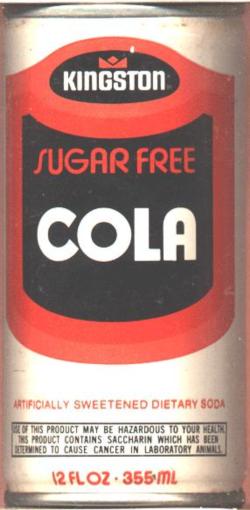 KINGSTON
SUGAR FREE
COLA
ARTIFICIALLY SWEETENED DIETARY SODA
USE OF THIS PRODUCT MAY BE HAZARDOUS TO YOUR HEALTH.
THIS PRODUCT CONTAINS SACCHARIN WHICH HAS BEEN
DETERMINED TO CAUSE CANCER IN LABORATORY ANIMALS.
12 FL OZ · 355 ML